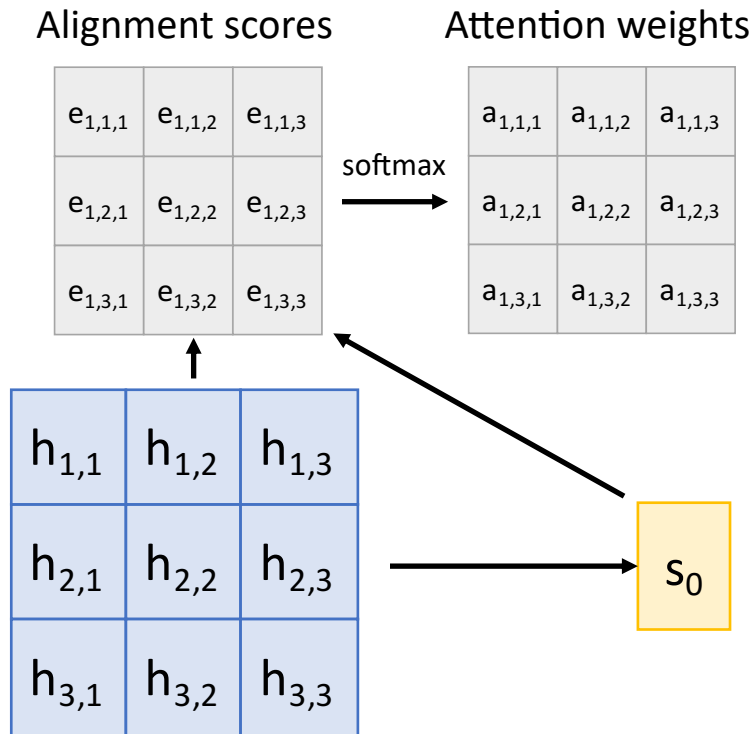 Alignment scores Attention weights
e1,1,1 e1,1,2 e1,1,3 a1,1,1 a1,1,2 a1,1,3
softmax
e1,2,1 e1,2,2 e1,2,3 a1,2,1 a1,2,2 a1,2,3
e1,3,1 e1,3,2 e1,3,3 a1,3,1 a1,3,2 a1,3,3
h1,1 h1,2 h1,3
h2,1 h2,2 h2,3 s0
h3,1 h3,2 h3,3